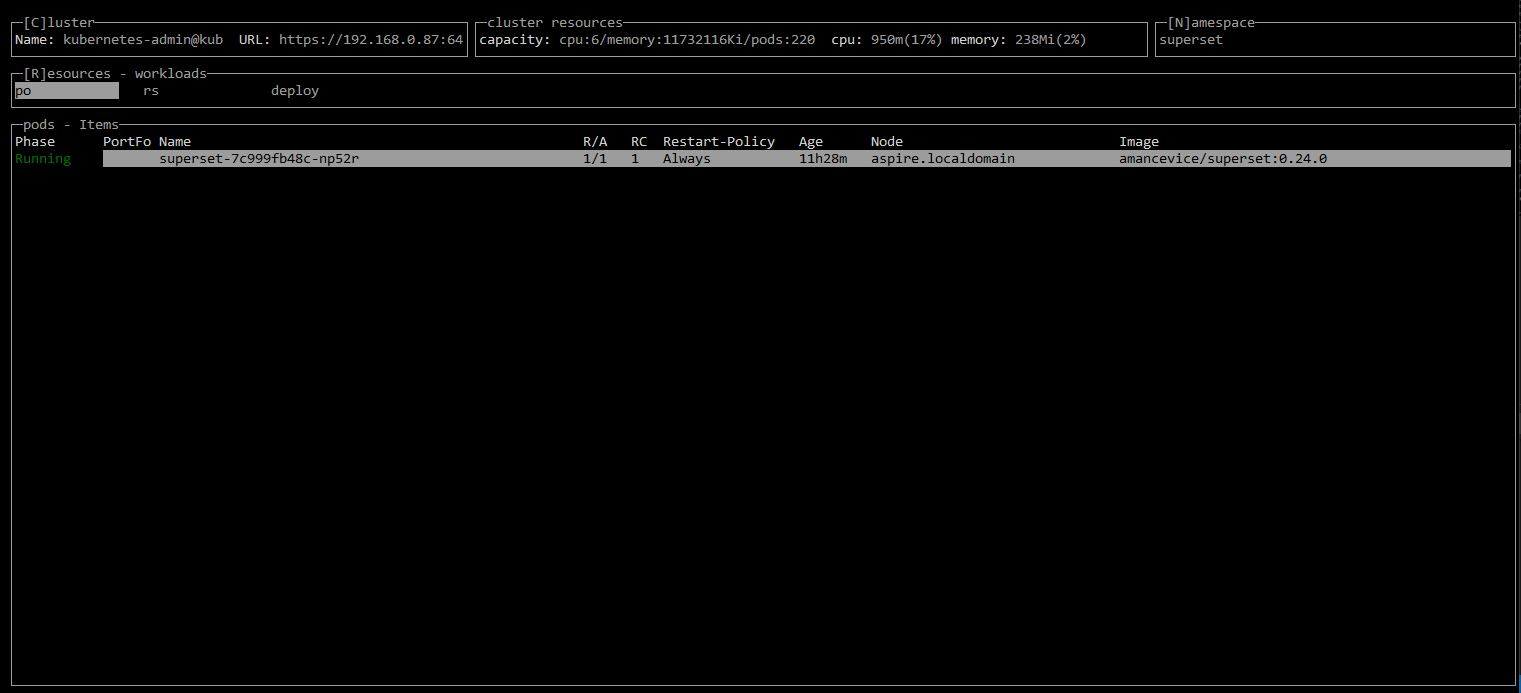 [C]luster cluster resources [N]amespace
Name: kubernetes-admin@kub URL: https://192.168.0.87:64 capacity: cpu:6/memory:11732116Ki/pods:220 cpu: 950m(17%) memory: 238Mi(2%) superset
[R]esources - workloads
po rs deploy
pods - Items
Phase PortFo Name R/A RC Restart-Policy Age Node Image
Running superset-7c999fb48c-np52r 1/1 1 Always 11h28m aspire.localdomain amancevice/superset:0.24.0